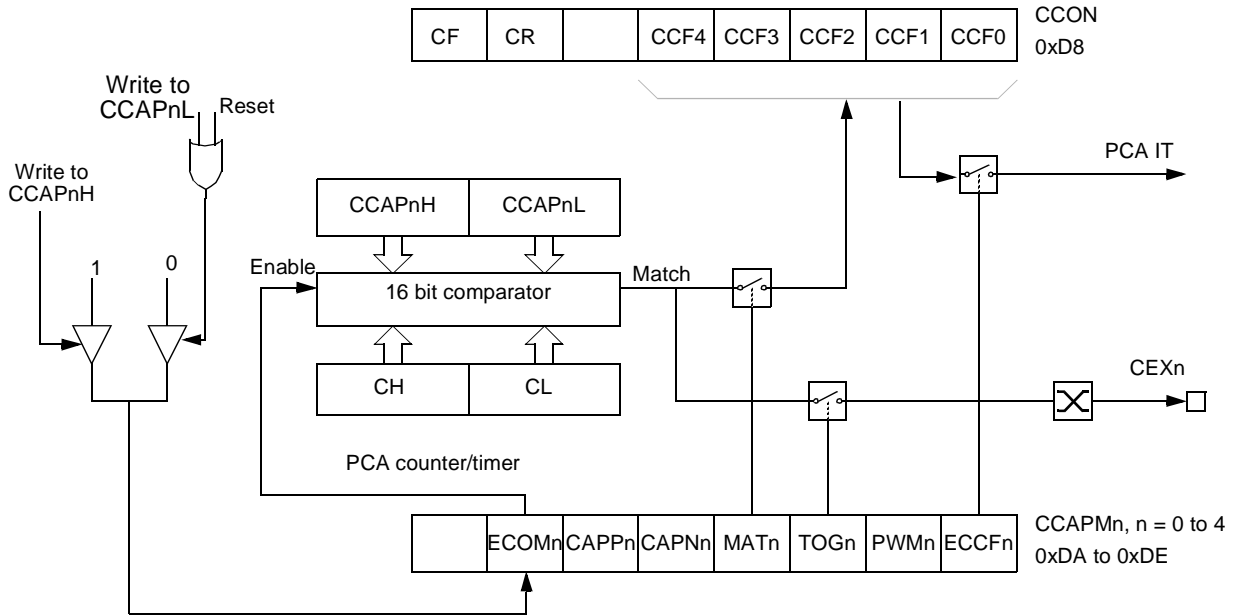 CCON
CF CR CCF4 CCF3 CCF2 CCF1 CCF0
0xD8
Write to
CCAPnL Reset
PCA IT
Write to
CCAPnH
CCAPnH CCAPnL
1 0
Enable
Match
16 bit comparator
CH CL
CEXn
PCA counter/timer
ECOMn CAPPn CAPNn MATn TOGn PWMn ECCFn
CCAPMn, n = 0 to 4
0xDA to 0xDE